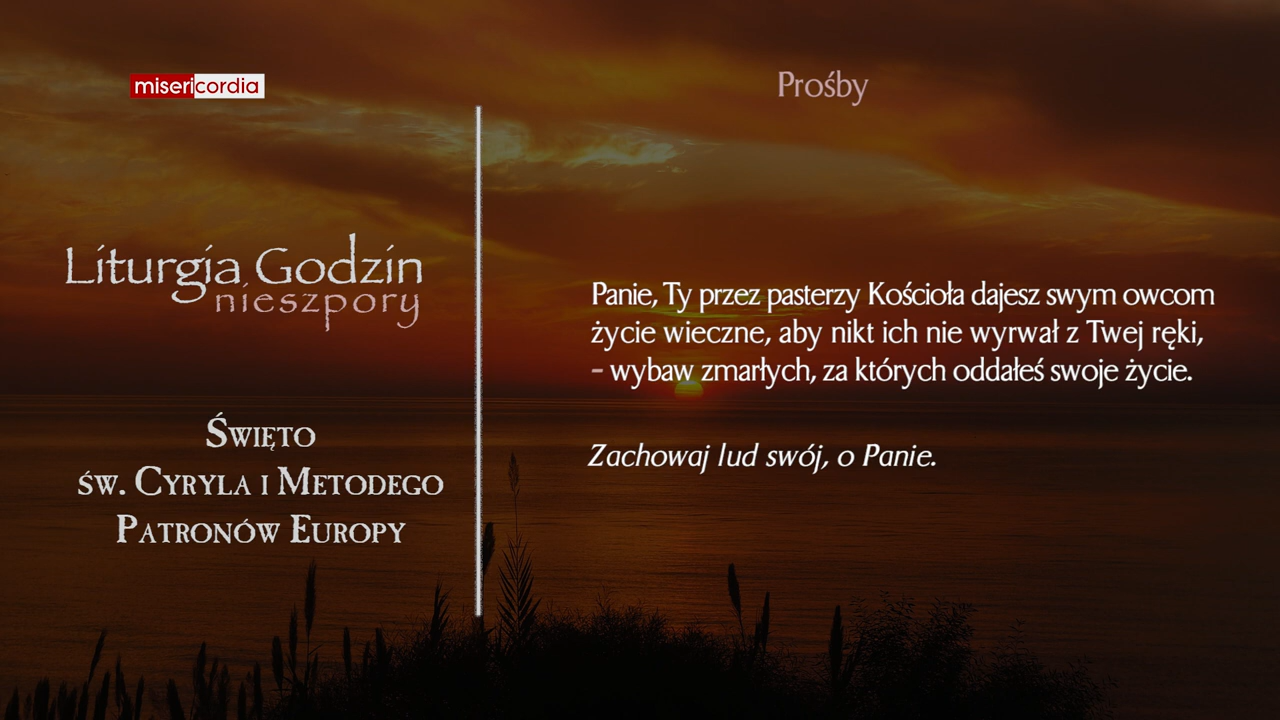 misericordia
Liturgia Godzin
nieszpory
Święto
św. Cyryla i Metodego
Patronów Europy
Prośby
Panie, Ty przez pasterzy Kościoła dajesz swym owcom
życie wieczne, aby nikt ich nie wyrwał z Twej ręki,
- wybaw zmarłych, za których oddałeś swoje życie.
Zachowaj lud swój, o Panie.